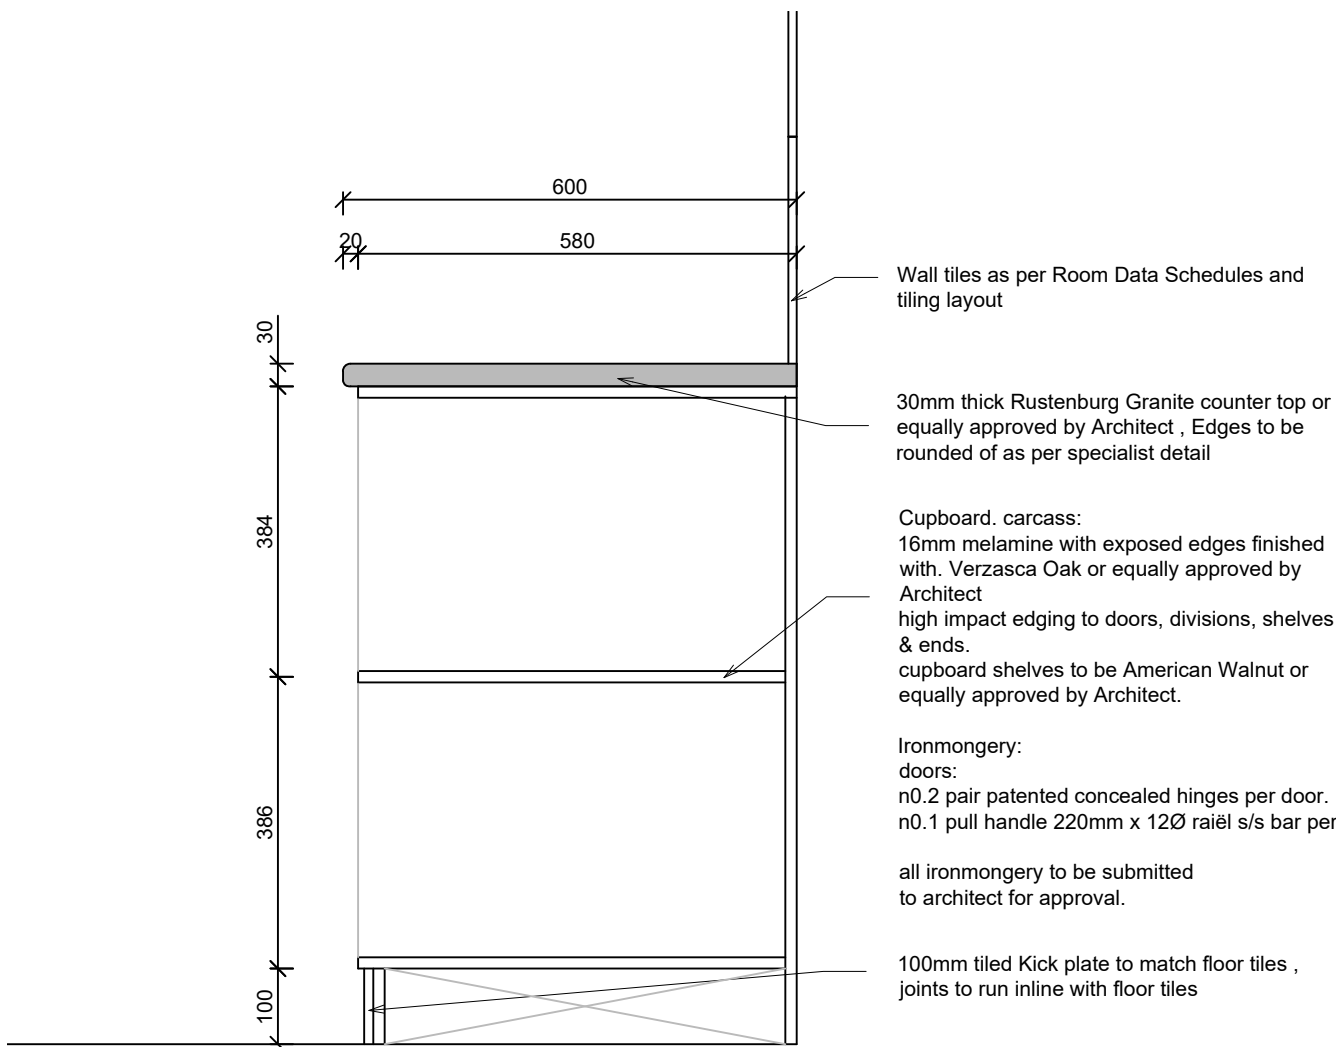 600
20
580
30
384
386
100
Wall tiles as per Room Data Schedules and
tiling layout
30mm thick Rustenburg Granite counter top or
equally approved by Architect , Edges to be
rounded of as per specialist detail
Cupboard. carcass:
16mm melamine with exposed edges finished
with. Verzasca Oak or equally approved by
Architect
high impact edging to doors, divisions, shelves
& ends.
cupboard shelves to be American Walnut or
equally approved by Architect.
Ironmongery:
doors:
n0.2 pair patented concealed hinges per door.
n0.1 pull handle 220mm x 12Ø raiël s/s bar per
all ironmongery to be submitted
to architect for approval.
100mm tiled Kick plate to match floor tiles ,
joints to run inline with floor tiles